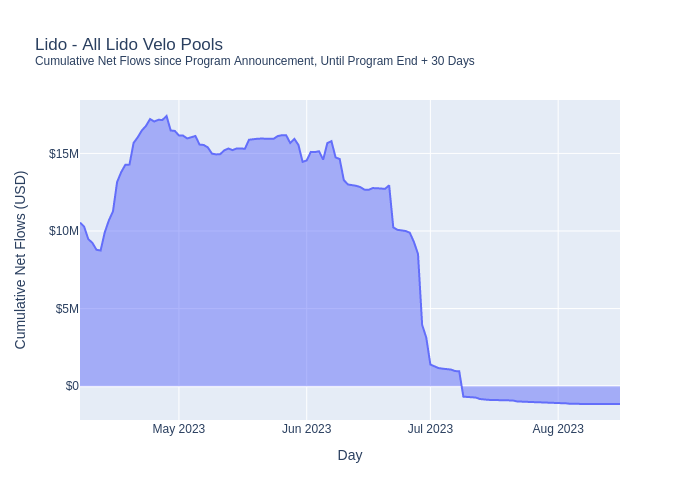 Lido - All Lido Velo Pools
Cumulative Net Flows since Program Announcement, Until Program End + 30 Days
Cumulative Net Flows (USD)
$15M
$10M
$5M
$0
May 2023
Jun 2023
Jul 2023
Aug 2023
Day